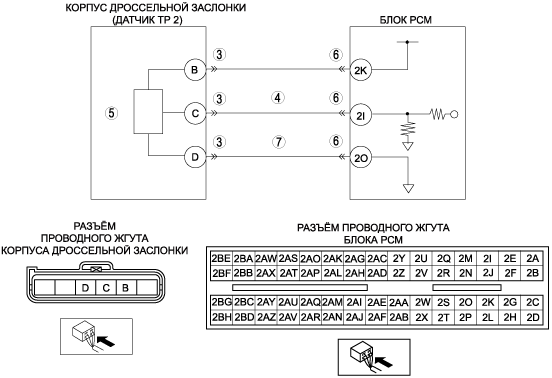 КОРПУС ДРОССЕЛЬНОЙ ЗАСЛОНКИ
(ДАТЧИК TP 2)
БЛОК PCM
B 3 6 2K
C 3 4 6 2I
5
D 3 7 6 2O
РАЗЪЁМ
ПРОВОДНОГО ЖГУТА
КОРПУСА ДРОССЕЛЬНОЙ ЗАСЛОНКИ
D C B
РАЗЪЁМ ПРОВОДНОГО ЖГУТА
БЛОКА PCM
2BE 2BA 2AW 2AS 2AO 2AK 2AG 2AC 2Y 2U 2Q 2M 2I 2E 2A
2BF 2BB 2AX 2AT 2AP 2AL 2AH 2AD 2Z 2V 2R 2N 2J 2F 2B
2BG 2BC 2AY 2AU 2AQ 2AM 2AI 2AE 2AA 2W 2S 2O 2K 2G 2C
2BH 2BD 2AZ 2AV 2AR 2AN 2AJ 2AF 2AB 2X 2T 2P 2L 2H 2D